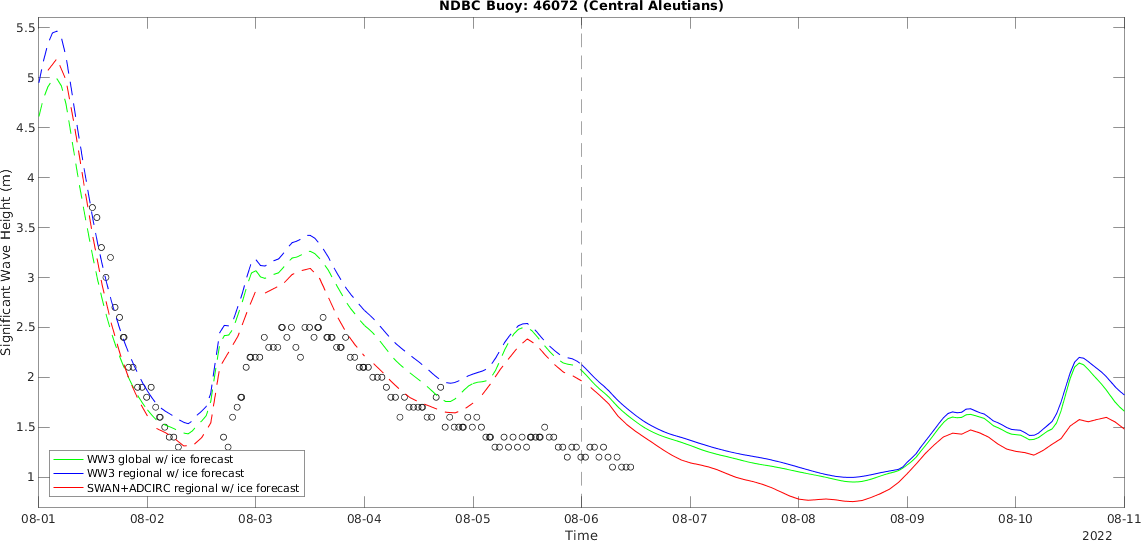 NDBC Buoy: 46072 (Central Aleutians)
Significant Wave Height (m)
5.5
5
4.5
4
3.5
3
2.5
2
1.5
1
WW3 global w/ ice forecast
WW3 regional w/ ice forecast
SWAN+ADCIRC regional w/ ice forecast
08-01 08-02 08-03 08-04 08-05 08-06 08-07 08-08 08-09 08-10 08-11
Time
2022